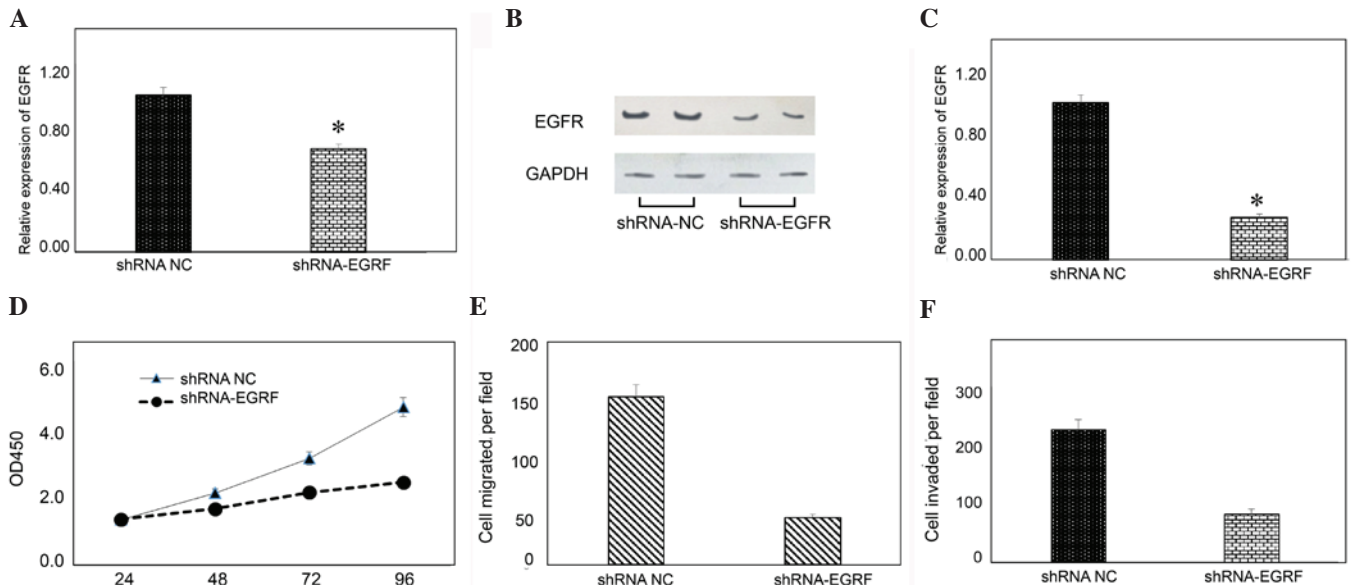 A
Relative expression of EGFR
1.20
0.80
0.40
0.00
*
shRNA NC
shRNA-EGRF
B
EGFR
GAPDH
shRNA-NC
shRNA-EGFR
C
Relative expression of EGFR
1.20
0.80
0.40
0.00
*
shRNA NC
shRNA-EGRF
D
OD450
6.0
4.0
2.0
0.0
shRNA NC
shRNA-EGRF
24 48 72 96
E
Cell migrated per field
200
150
100
50
0
shRNA NC
shRNA-EGRF
F
Cell invaded per field
300
200
100
0
shRNA NC
shRNA-EGRF